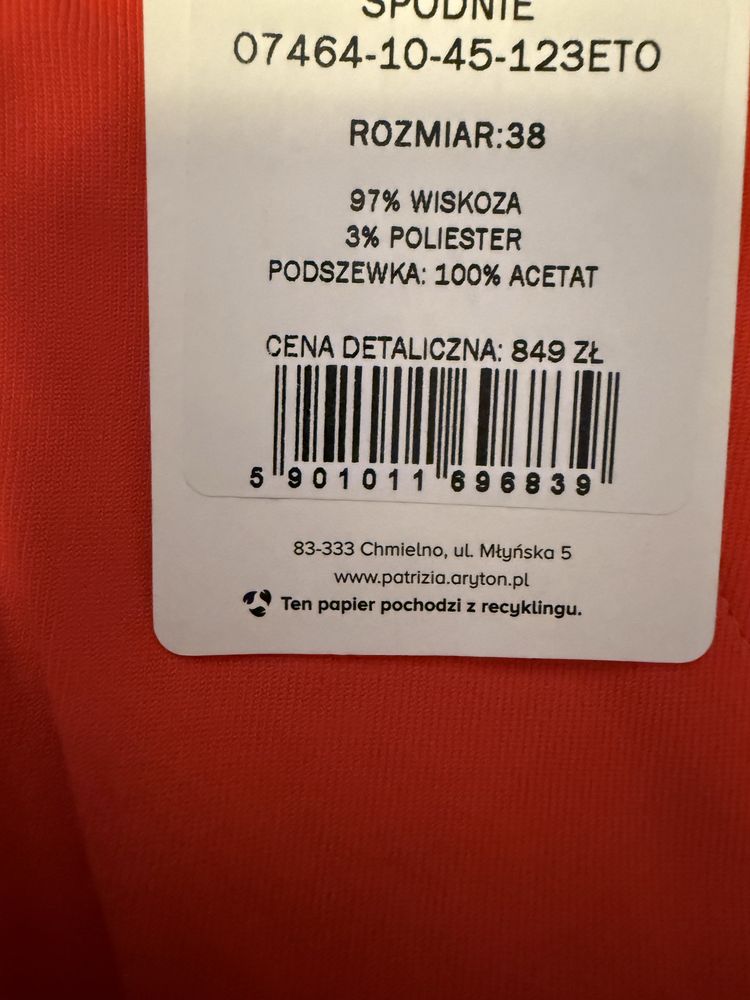 SPODNIE
07464-10-45-123ETO
ROZMIAR:38
97% WISKOZA
3% POLIESTER
PODSZEWKA: 100% ACETAT
CENA DETALICZNA: 849 ZŁ
5 901011 696839
83-333 Chmielno, ul. Młyńska 5
www.patrizia.aryton.pl
Ten papier pochodzi z recyklingu.